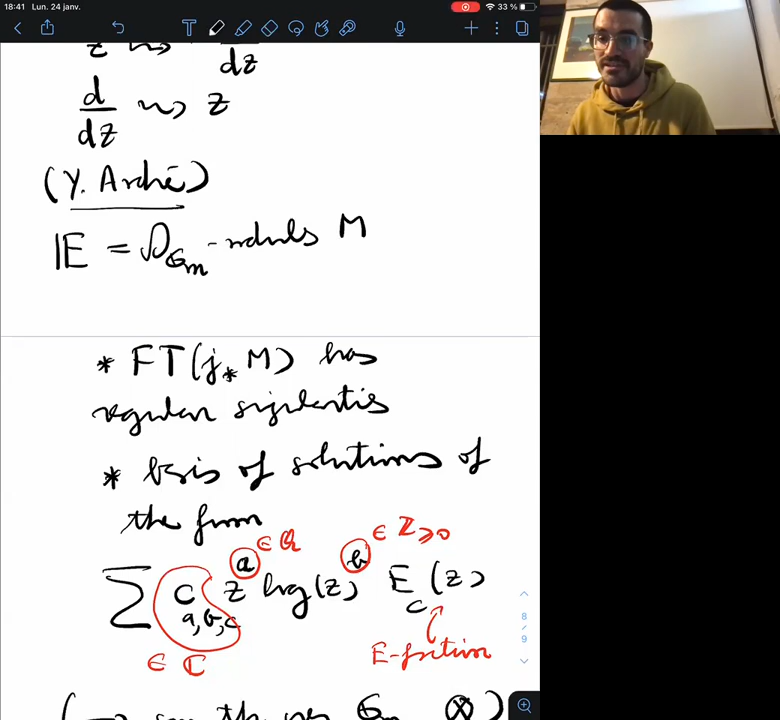 18:41 Lun. 24 janv.
33 %
z ⇝ dz
d/dz ⇝ z
(Y. André)
𝔼 = 𝒟_{𝔾_m}-modules M
* FT(j_* M) has
regular singularities
* basis of solutions of
the form
∈ ℚ ∈ ℤ≥0
Σ c_{a,b,c} z^a log(z)^b E_c(z)
∈ ℂ
E-function
8/9
𝔾_m ⊗)